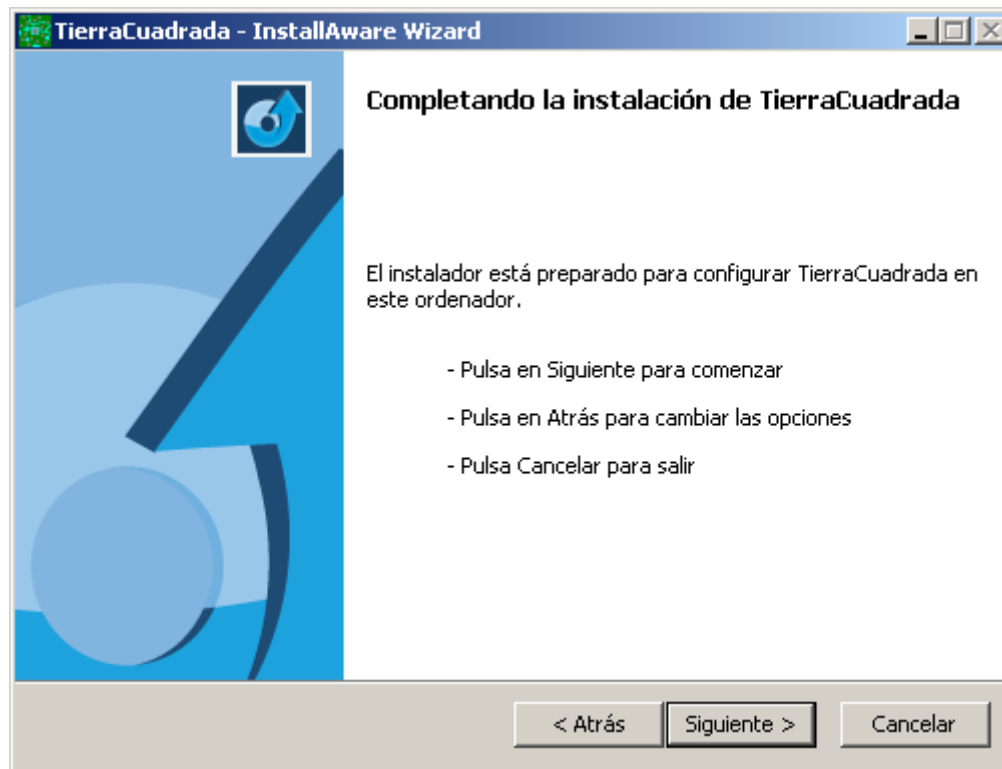 TierraCuadrada - InstallAware Wizard
Completando la instalación de TierraCuadrada
El instalador está preparado para configurar TierraCuadrada en
este ordenador.
- Pulsa en Siguiente para comenzar
- Pulsa en Atrás para cambiar las opciones
- Pulsa Cancelar para salir
< Atrás
Siguiente >
Cancelar